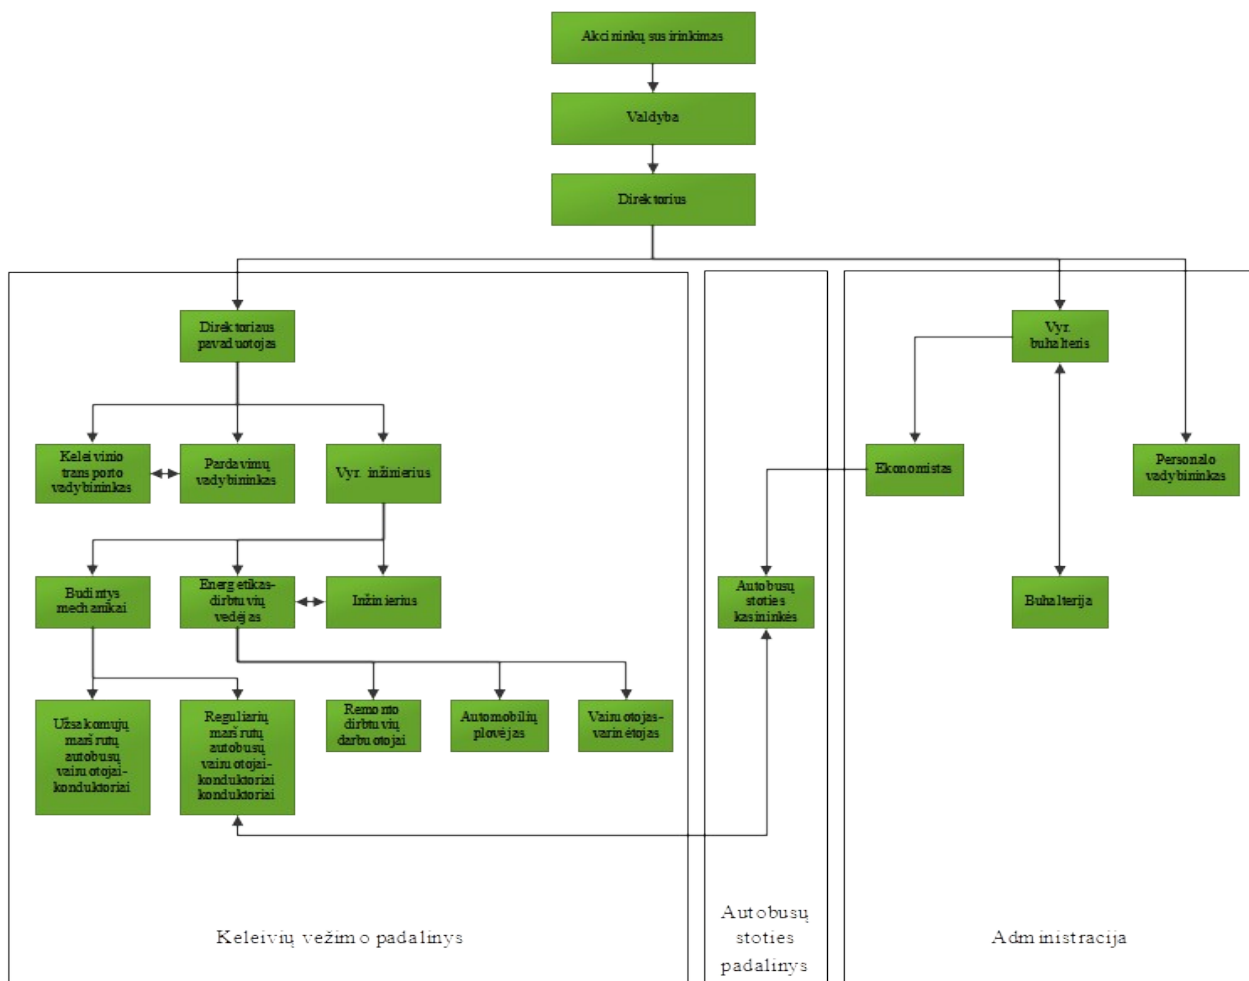 Akcininkų susirinkimas
Valdyba
Direktorius
Direktoriaus
pavaduotojas
Vyr.
buhalteris
Keleivinio
transporto
vadybininkas
Pardavimų
vadybininkas
Vyr. inžinierius
Ekonomistas
Personalo
vadybininkas
Budintys
mechanikai
Energetikas-
dirbtuvių
vedėjas
Inžinierius
Autobusų
stoties
kasininkės
Buhalterija
Užsakomųjų
maršrutų
autobusų
vairuotojai-
konduktoriai
Reguliarių
maršrutų
autobusų
vairuotojai-
konduktoriai
konduktoriai
Remonto
dirbtuvių
darbuotojai
Automobilių
plovėjas
Vairuotojas-
varinėtojas
Keleivių vežimo padalinys
Autobusų
stoties
padalinys
Administracija